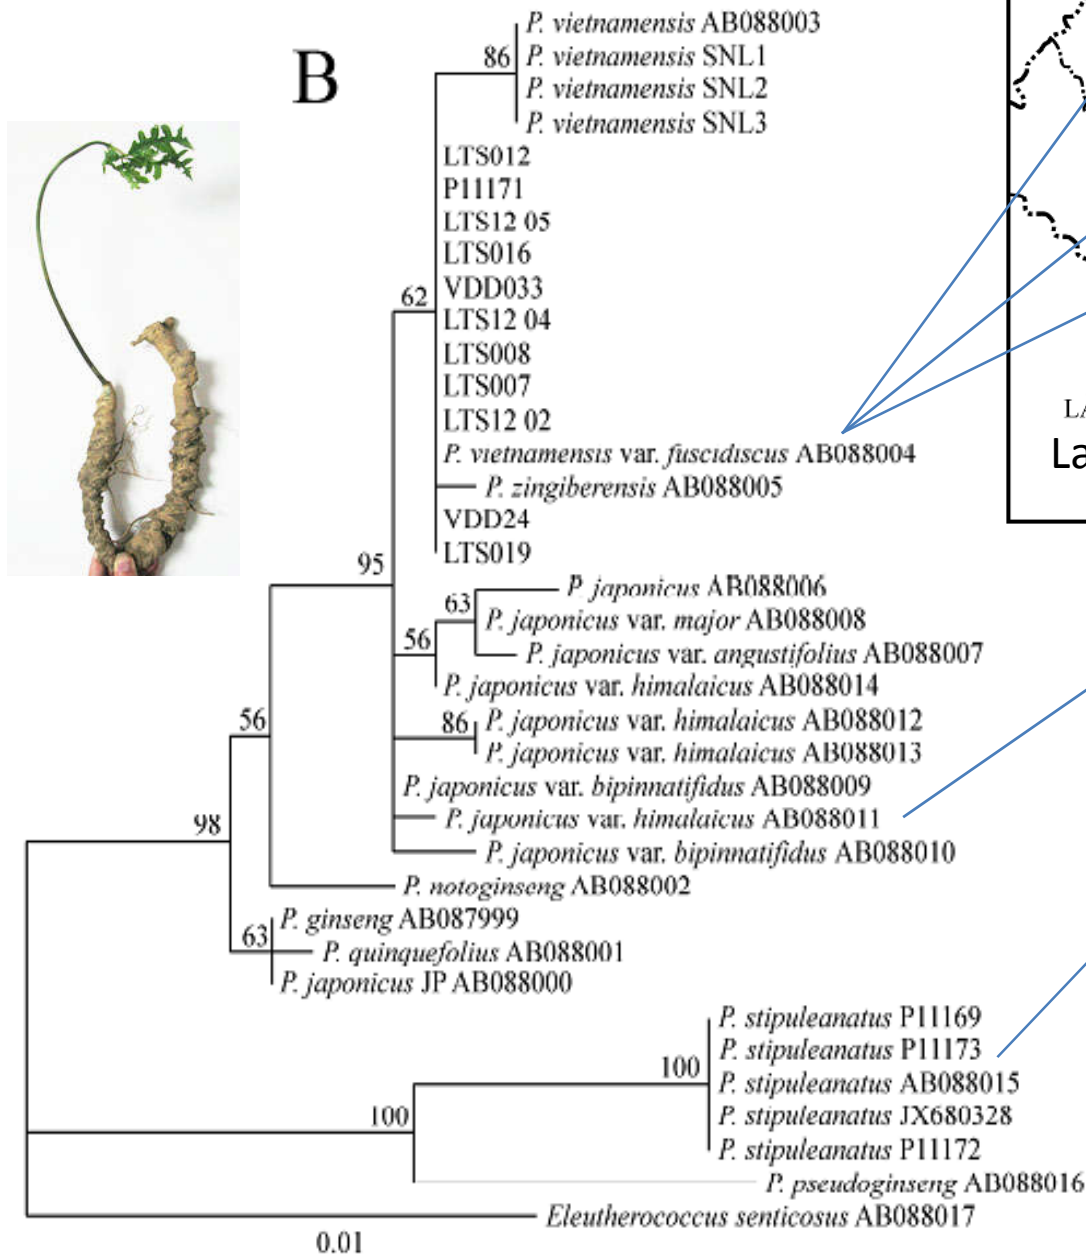 B
86
P. vietnamensis AB088003
P. vietnamensis SNL1
P. vietnamensis SNL2
P. vietnamensis SNL3
LTS012
P11171
LTS12 05
LTS016
VDD033
62
LTS12 04
LTS008
LTS007
LTS12 02
P. vietnamensis var. fuscidiscus AB088004
P. zingiberensis AB088005
VDD24
LTS019
95
P. japonicus AB088006
63
P. japonicus var. major AB088008
56
P. japonicus var. angustifolius AB088007
P. japonicus var. himalaicus AB088014
56
86
P. japonicus var. himalaicus AB088012
P. japonicus var. himalaicus AB088013
P. japonicus var. bipinnatifidus AB088009
P. japonicus var. himalaicus AB088011
98
P. japonicus var. bipinnatifidus AB088010
P. notoginseng AB088002
P. ginseng AB087999
63
P. quinquefolius AB088001
P. japonicus JP AB088000
P. stipuleanatus P11169
P. stipuleanatus P11173
100
P. stipuleanatus AB088015
P. stipuleanatus JX680328
100
P. stipuleanatus P11172
P. pseudoginseng AB088016
Eleutherococcus senticosus AB088017
0.01
LA
La